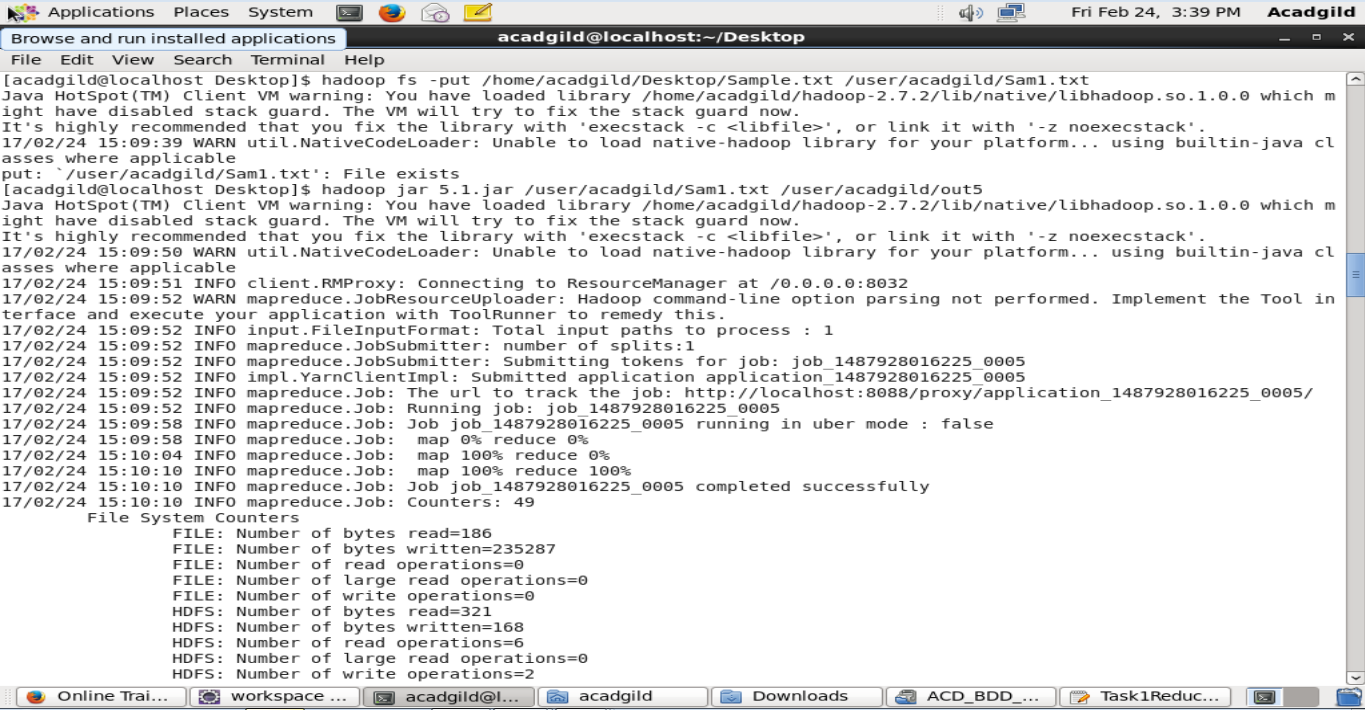 Applications Places System Fri Feb 24, 3:39 PM Acadgild
Browse and run installed applications acadgild@localhost:~/Desktop
File Edit View Search Terminal Help
[acadgild@localhost Desktop]$ hadoop fs -put /home/acadgild/Desktop/Sample.txt /user/acadgild/Sam1.txt
Java HotSpot(TM) Client VM warning: You have loaded library /home/acadgild/hadoop-2.7.2/lib/native/libhadoop.so.1.0.0 which m
ight have disabled stack guard. The VM will try to fix the stack guard now.
It's highly recommended that you fix the library with 'execstack -c <libfile>', or link it with '-z noexecstack'.
17/02/24 15:09:39 WARN util.NativeCodeLoader: Unable to load native-hadoop library for your platform... using builtin-java cl
asses where applicable
put: `/user/acadgild/Sam1.txt': File exists
[acadgild@localhost Desktop]$ hadoop jar 5.1.jar /user/acadgild/Sam1.txt /user/acadgild/out5
Java HotSpot(TM) Client VM warning: You have loaded library /home/acadgild/hadoop-2.7.2/lib/native/libhadoop.so.1.0.0 which m
ight have disabled stack guard. The VM will try to fix the stack guard now.
It's highly recommended that you fix the library with 'execstack -c <libfile>', or link it with '-z noexecstack'.
17/02/24 15:09:50 WARN util.NativeCodeLoader: Unable to load native-hadoop library for your platform... using builtin-java cl
asses where applicable
17/02/24 15:09:51 INFO client.RMProxy: Connecting to ResourceManager at /0.0.0.0:8032
17/02/24 15:09:52 WARN mapreduce.JobResourceUploader: Hadoop command-line option parsing not performed. Implement the Tool in
terface and execute your application with ToolRunner to remedy this.
17/02/24 15:09:52 INFO input.FileInputFormat: Total input paths to process : 1
17/02/24 15:09:52 INFO mapreduce.JobSubmitter: number of splits:1
17/02/24 15:09:52 INFO mapreduce.JobSubmitter: Submitting tokens for job: job_1487928016225_0005
17/02/24 15:09:52 INFO impl.YarnClientImpl: Submitted application application_1487928016225_0005
17/02/24 15:09:52 INFO mapreduce.Job: The url to track the job: http://localhost:8088/proxy/application_1487928016225_0005/
17/02/24 15:09:52 INFO mapreduce.Job: Running job: job_1487928016225_0005
17/02/24 15:09:58 INFO mapreduce.Job: Job job_1487928016225_0005 running in uber mode : false
17/02/24 15:09:58 INFO mapreduce.Job:  map 0% reduce 0%
17/02/24 15:10:04 INFO mapreduce.Job:  map 100% reduce 0%
17/02/24 15:10:10 INFO mapreduce.Job:  map 100% reduce 100%
17/02/24 15:10:10 INFO mapreduce.Job: Job job_1487928016225_0005 completed successfully
17/02/24 15:10:10 INFO mapreduce.Job: Counters: 49
File System Counters
FILE: Number of bytes read=186
FILE: Number of bytes written=235287
FILE: Number of read operations=0
FILE: Number of large read operations=0
FILE: Number of write operations=0
HDFS: Number of bytes read=321
HDFS: Number of bytes written=168
HDFS: Number of read operations=6
HDFS: Number of large read operations=0
HDFS: Number of write operations=2
Online Trai... workspace ... acadgild@l... acadgild Downloads ACD_BDD_... Task1Reduc...